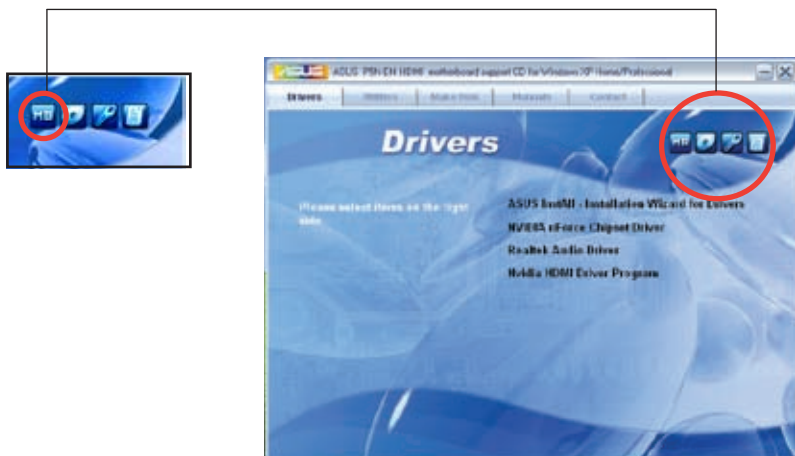 MB
ASUS P5N-EM HDMI motherboard support CD for Windows XP Home/Professional
Drivers Utilities Make Disk Manuals Contact
Drivers
MB
Please select items on the right side
ASUS InstAll - Installation Wizard for Drivers
NVIDIA nForce Chipset Driver
Realtek Audio Driver
Nvidia HDMI Driver Program